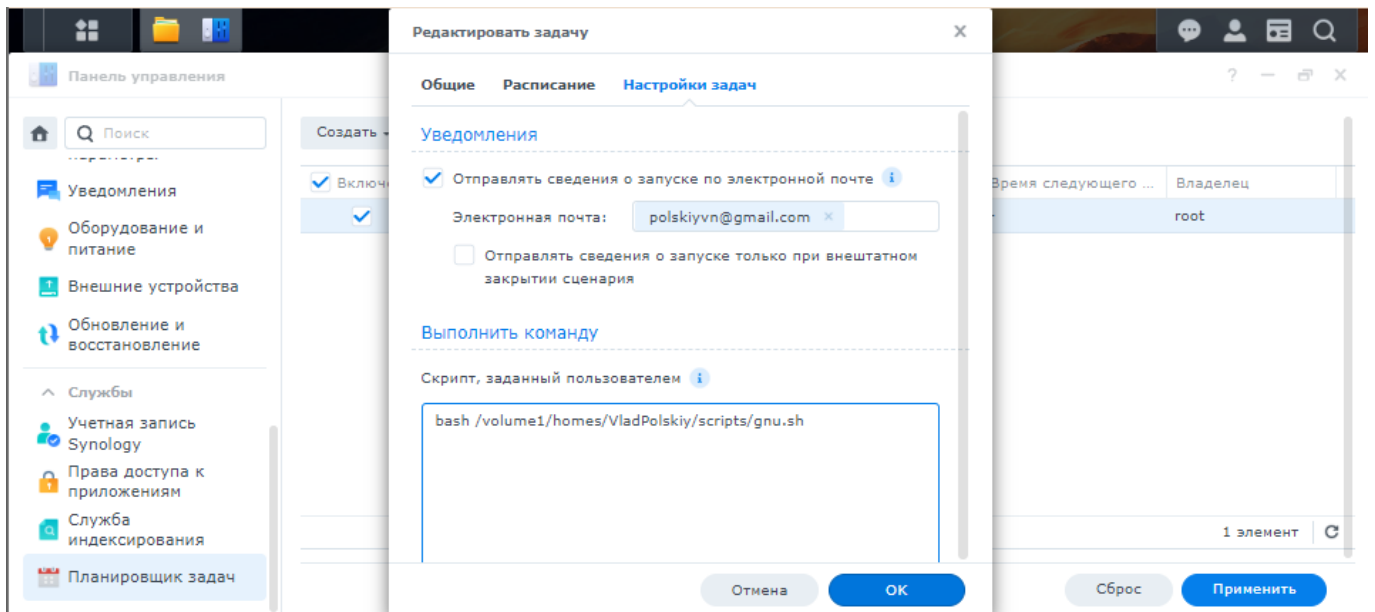 Редактировать задачу
Панель управления
Поиск
Уведомления
Оборудование и
питание
Внешние устройства
Обновление и
восстановление
Службы
Учетная запись
Synology
Права доступа к
приложениям
Служба
индексирования
Планировщик задач
Создать
Включ
Общие Расписание Настройки задач
Уведомления
Отправлять сведения о запуске по электронной почте
Электронная почта: polskiyvn@gmail.com
Отправлять сведения о запуске только при внештатном
закрытии сценария
Выполнить команду
Скрипт, заданный пользователем
bash /volume1/homes/VladPolskiy/scripts/gnu.sh
Отмена OK
Время следующего ... Владелец
root
1 элемент
Сброс Применить